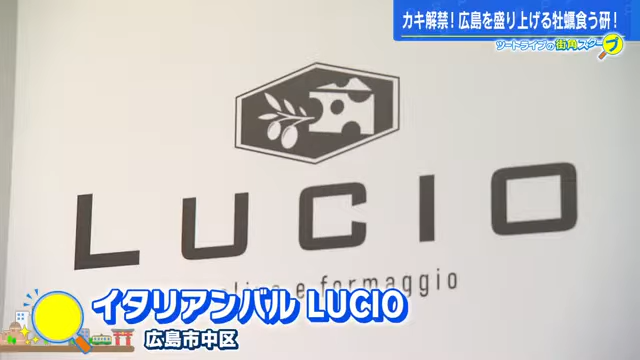 カキ解禁！広島を盛り上げる牡蠣食う研！
ツートライブの街角スクープ
LUCIO
e formaggio
イタリアンバル LUCIO
広島市中区